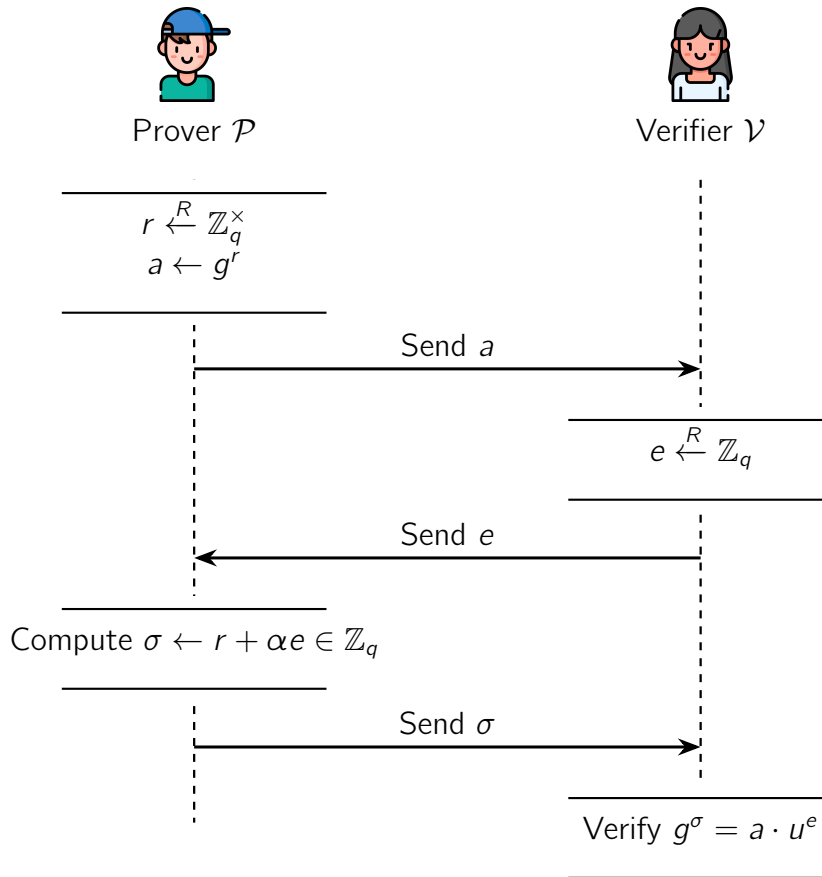 Prover 𝒫
Verifier 𝒱
r ←ᴿ ℤ_q^×
a ← g^r
Send a
e ←ᴿ ℤ_q
Send e
Compute σ ← r + αe ∈ ℤ_q
Send σ
Verify g^σ = a · u^e